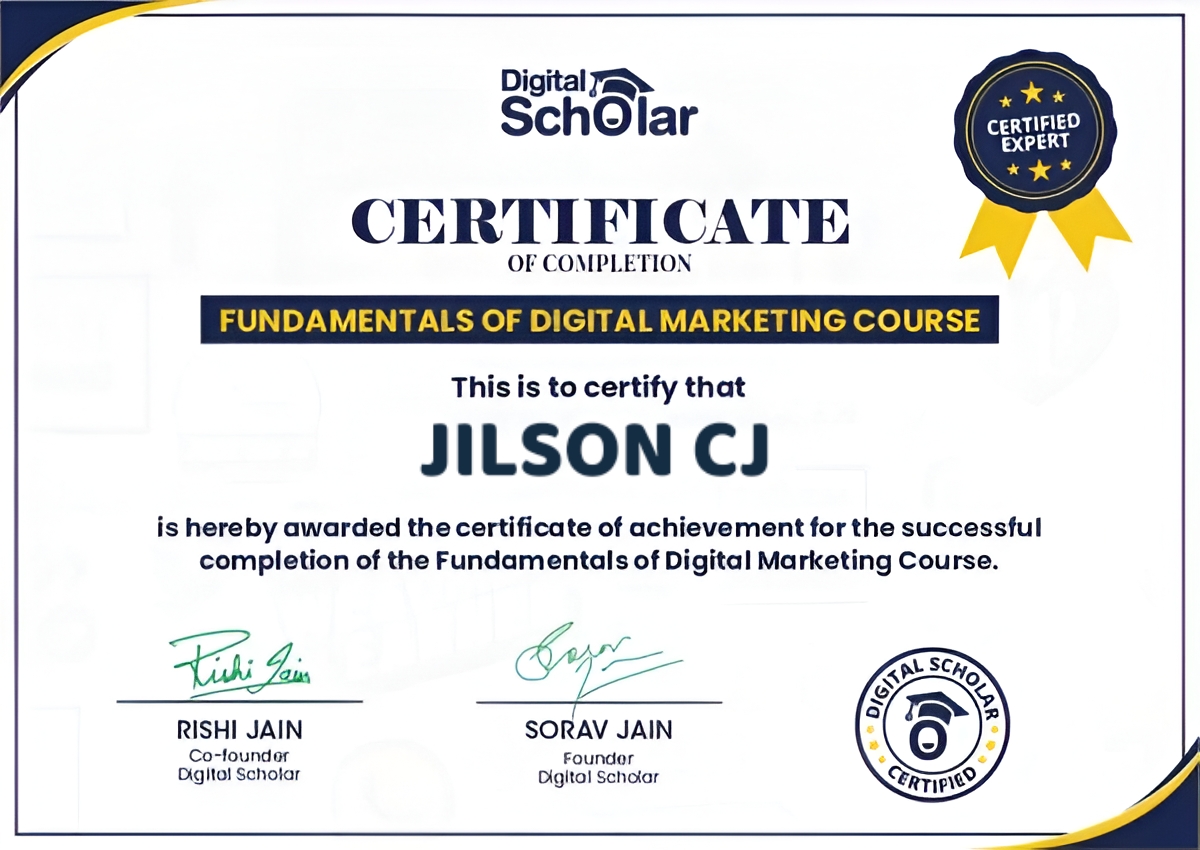 Digital
Scholar
CERTIFIED
EXPERT
CERTIFICATE
OF COMPLETION
FUNDAMENTALS OF DIGITAL MARKETING COURSE
This is to certify that
JILSON CJ
is hereby awarded the certificate of achievement for the successful
completion of the Fundamentals of Digital Marketing Course.
Rishi Jain
RISHI JAIN
Co-founder
Digital Scholar
Sorav
SORAV JAIN
Founder
Digital Scholar
DIGITAL SCHOLAR
CERTIFIED